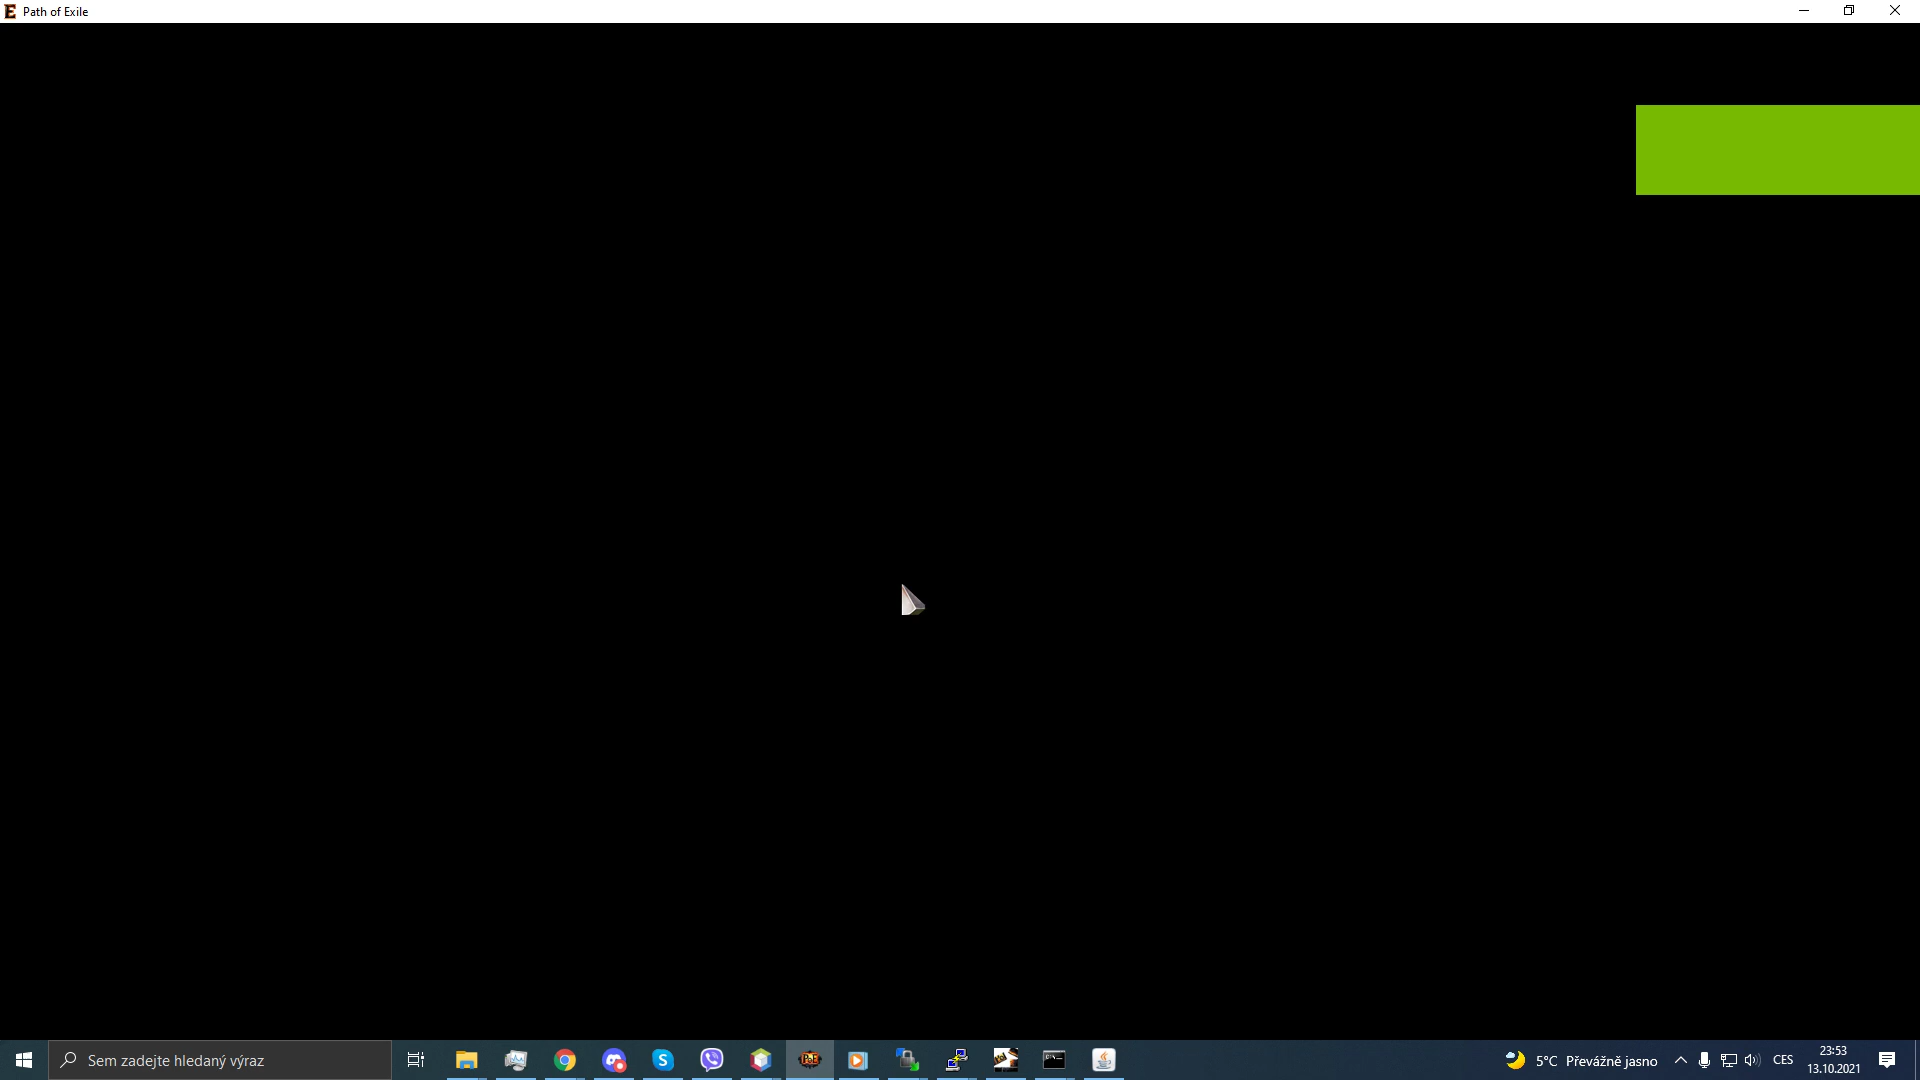 Path of Exile
Sem zadejte hledaný výraz
5°C Převážně jasno
CES
23:53
13.10.2021